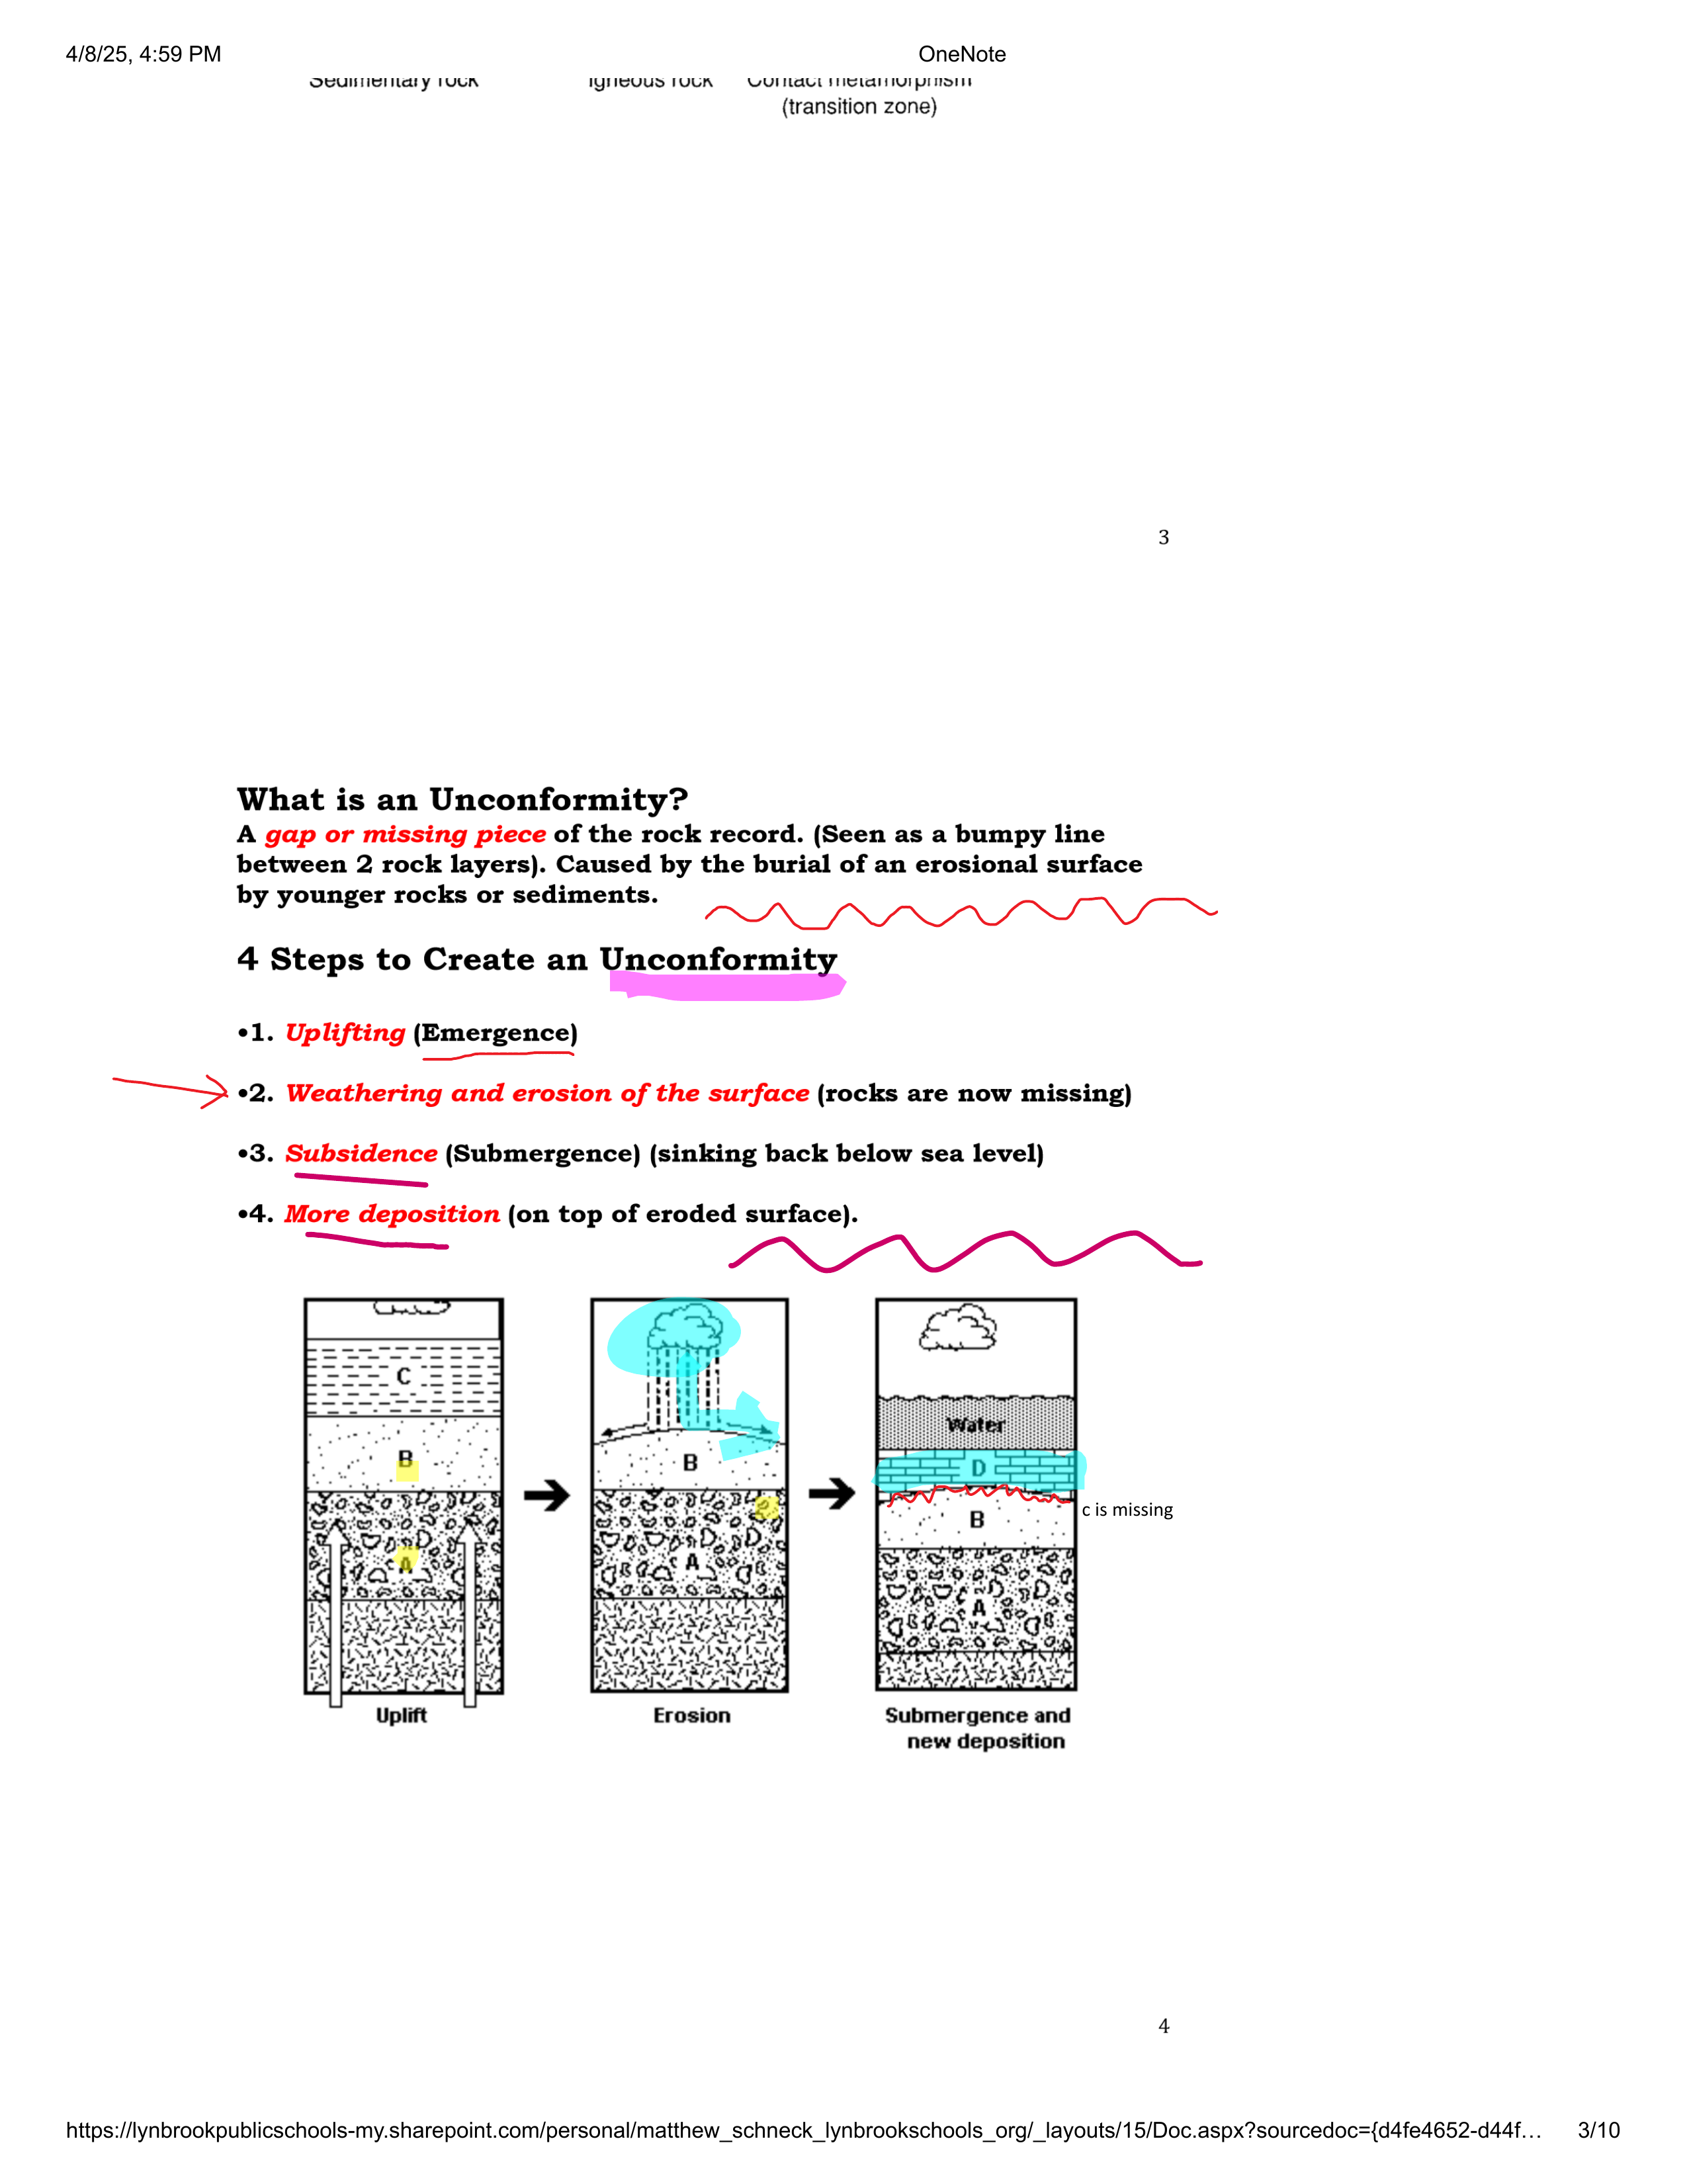 4/8/25, 4:59 PM OneNote
Sedimentary rock Igneous rock Contact metamorphism
(transition zone)
3
What is an Unconformity?
A gap or missing piece of the rock record. (Seen as a bumpy line
between 2 rock layers). Caused by the burial of an erosional surface
by younger rocks or sediments.
4 Steps to Create an Unconformity
•1. Uplifting (Emergence)
•2. Weathering and erosion of the surface (rocks are now missing)
•3. Subsidence (Submergence) (sinking back below sea level)
•4. More deposition (on top of eroded surface).
C
B
A
Uplift
B
A
Erosion
Water
D
c is missing
B
A
Submergence and
new deposition
4
https://lynbrookpublicschools-my.sharepoint.com/personal/matthew_schneck_lynbrookschools_org/_layouts/15/Doc.aspx?sourcedoc={d4fe4652-d44f… 3/10